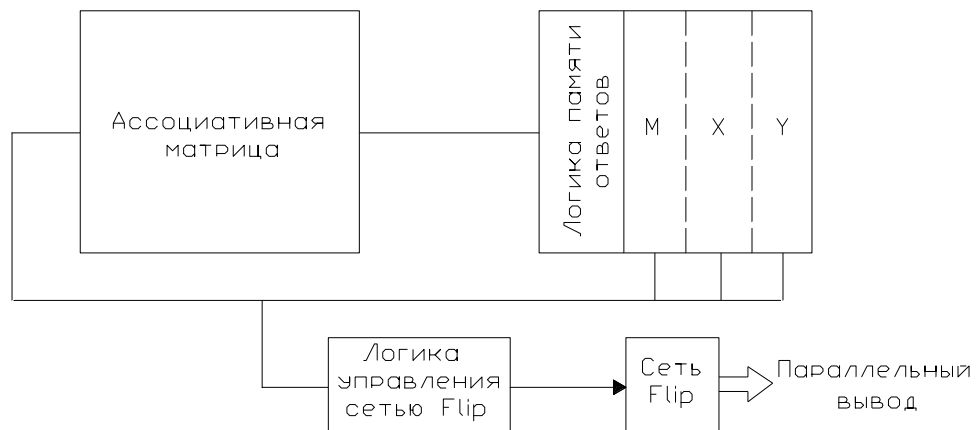 Ассоциативная
матрица
Логика памяти
ответов
M
X
Y
Логика
управления
сетью Flip
Сеть
Flip
Параллельный
вывод